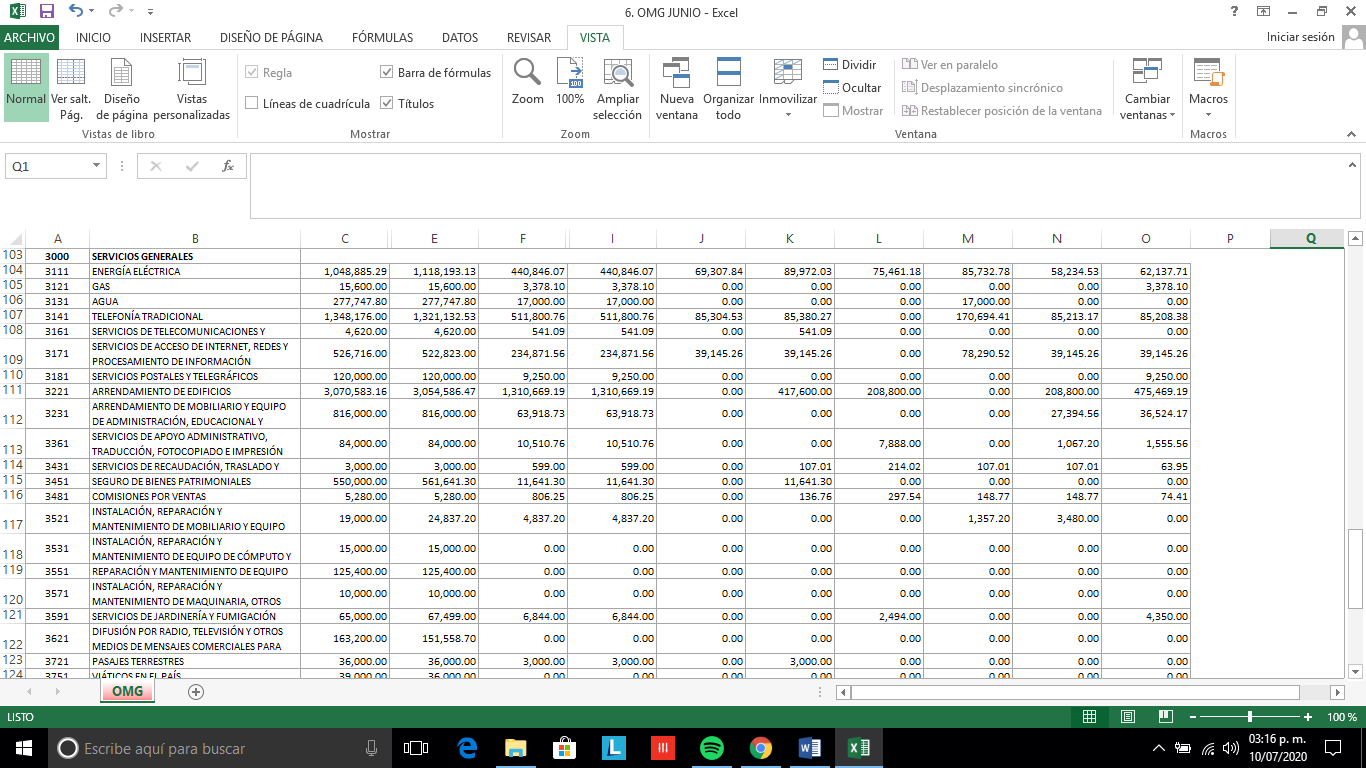 6. OMG JUNIO - Excel
ARCHIVO INICIO INSERTAR DISEÑO DE PÁGINA FÓRMULAS DATOS REVISAR VISTA Iniciar sesión
Normal Ver salt. Pág. Diseño de página Vistas personalizadas
Vistas de libro
Regla Barra de fórmulas
Líneas de cuadrícula Títulos
Mostrar
Zoom 100% Ampliar selección
Zoom
Nueva ventana Organizar todo Inmovilizar
Dividir Ver en paralelo
Ocultar Desplazamiento sincrónico
Mostrar Restablecer posición de la ventana
Cambiar ventanas
Ventana
Macros
Macros
Q1 fx
A B C E F I J K L M N O P Q
103 3000 SERVICIOS GENERALES
104 3111 ENERGÍA ELÉCTRICA 1,048,885.29 1,118,193.13 440,846.07 440,846.07 69,307.84 89,972.03 75,461.18 85,732.78 58,234.53 62,137.71
105 3121 GAS 15,600.00 15,600.00 3,378.10 3,378.10 0.00 0.00 0.00 0.00 0.00 3,378.10
106 3131 AGUA 277,747.80 277,747.80 17,000.00 17,000.00 0.00 0.00 0.00 17,000.00 0.00 0.00
107 3141 TELEFONÍA TRADICIONAL 1,348,176.00 1,321,132.53 511,800.76 511,800.76 85,304.53 85,380.27 0.00 170,694.41 85,213.17 85,208.38
108 3161 SERVICIOS DE TELECOMUNICACIONES Y 4,620.00 4,620.00 541.09 541.09 0.00 541.09 0.00 0.00 0.00 0.00
SERVICIOS DE ACCESO DE INTERNET, REDES Y
109 3171 PROCESAMIENTO DE INFORMACIÓN 526,716.00 522,823.00 234,871.56 234,871.56 39,145.26 39,145.26 0.00 78,290.52 39,145.26 39,145.26
110 3181 SERVICIOS POSTALES Y TELEGRÁFICOS 120,000.00 120,000.00 9,250.00 9,250.00 0.00 0.00 0.00 0.00 0.00 9,250.00
111 3221 ARRENDAMIENTO DE EDIFICIOS 3,070,583.16 3,054,586.47 1,310,669.19 1,310,669.19 0.00 417,600.00 208,800.00 0.00 208,800.00 475,469.19
ARRENDAMIENTO DE MOBILIARIO Y EQUIPO
112 3231 DE ADMINISTRACIÓN, EDUCACIONAL Y 816,000.00 816,000.00 63,918.73 63,918.73 0.00 0.00 0.00 0.00 27,394.56 36,524.17
SERVICIOS DE APOYO ADMINISTRATIVO,
113 3361 TRADUCCIÓN, FOTOCOPIADO E IMPRESIÓN 84,000.00 84,000.00 10,510.76 10,510.76 0.00 0.00 7,888.00 0.00 1,067.20 1,555.56
114 3431 SERVICIOS DE RECAUDACIÓN, TRASLADO Y 3,000.00 3,000.00 599.00 599.00 0.00 107.01 214.02 107.01 107.01 63.95
115 3451 SEGURO DE BIENES PATRIMONIALES 550,000.00 561,641.30 11,641.30 11,641.30 0.00 11,641.30 0.00 0.00 0.00 0.00
116 3481 COMISIONES POR VENTAS 5,280.00 5,280.00 806.25 806.25 0.00 136.76 297.54 148.77 148.77 74.41
INSTALACIÓN, REPARACIÓN Y
117 3521 MANTENIMIENTO DE MOBILIARIO Y EQUIPO 19,000.00 24,837.20 4,837.20 4,837.20 0.00 0.00 0.00 1,357.20 3,480.00 0.00
INSTALACIÓN, REPARACIÓN Y
118 3531 MANTENIMIENTO DE EQUIPO DE CÓMPUTO Y 15,000.00 15,000.00 0.00 0.00 0.00 0.00 0.00 0.00 0.00 0.00
119 3551 REPARACIÓN Y MANTENIMIENTO DE EQUIPO 125,400.00 125,400.00 0.00 0.00 0.00 0.00 0.00 0.00 0.00 0.00
INSTALACIÓN, REPARACIÓN Y
120 3571 MANTENIMIENTO DE MAQUINARIA, OTROS 10,000.00 10,000.00 0.00 0.00 0.00 0.00 0.00 0.00 0.00 0.00
121 3591 SERVICIOS DE JARDINERÍA Y FUMIGACIÓN 65,000.00 67,499.00 6,844.00 6,844.00 0.00 0.00 2,494.00 0.00 0.00 4,350.00
DIFUSIÓN POR RADIO, TELEVISIÓN Y OTROS
122 3621 MEDIOS DE MENSAJES COMERCIALES PARA 163,200.00 151,558.70 0.00 0.00 0.00 0.00 0.00 0.00 0.00 0.00
123 3721 PASAJES TERRESTRES 36,000.00 36,000.00 3,000.00 3,000.00 0.00 3,000.00 0.00 0.00 0.00 0.00
124 3751 VIÁTICOS EN EL PAÍS 39,000.00 36,000.00 0.00 0.00 0.00 0.00 0.00 0.00 0.00 0.00
OMG
LISTO 100 %
Escribe aquí para buscar
03:16 p. m.
10/07/2020